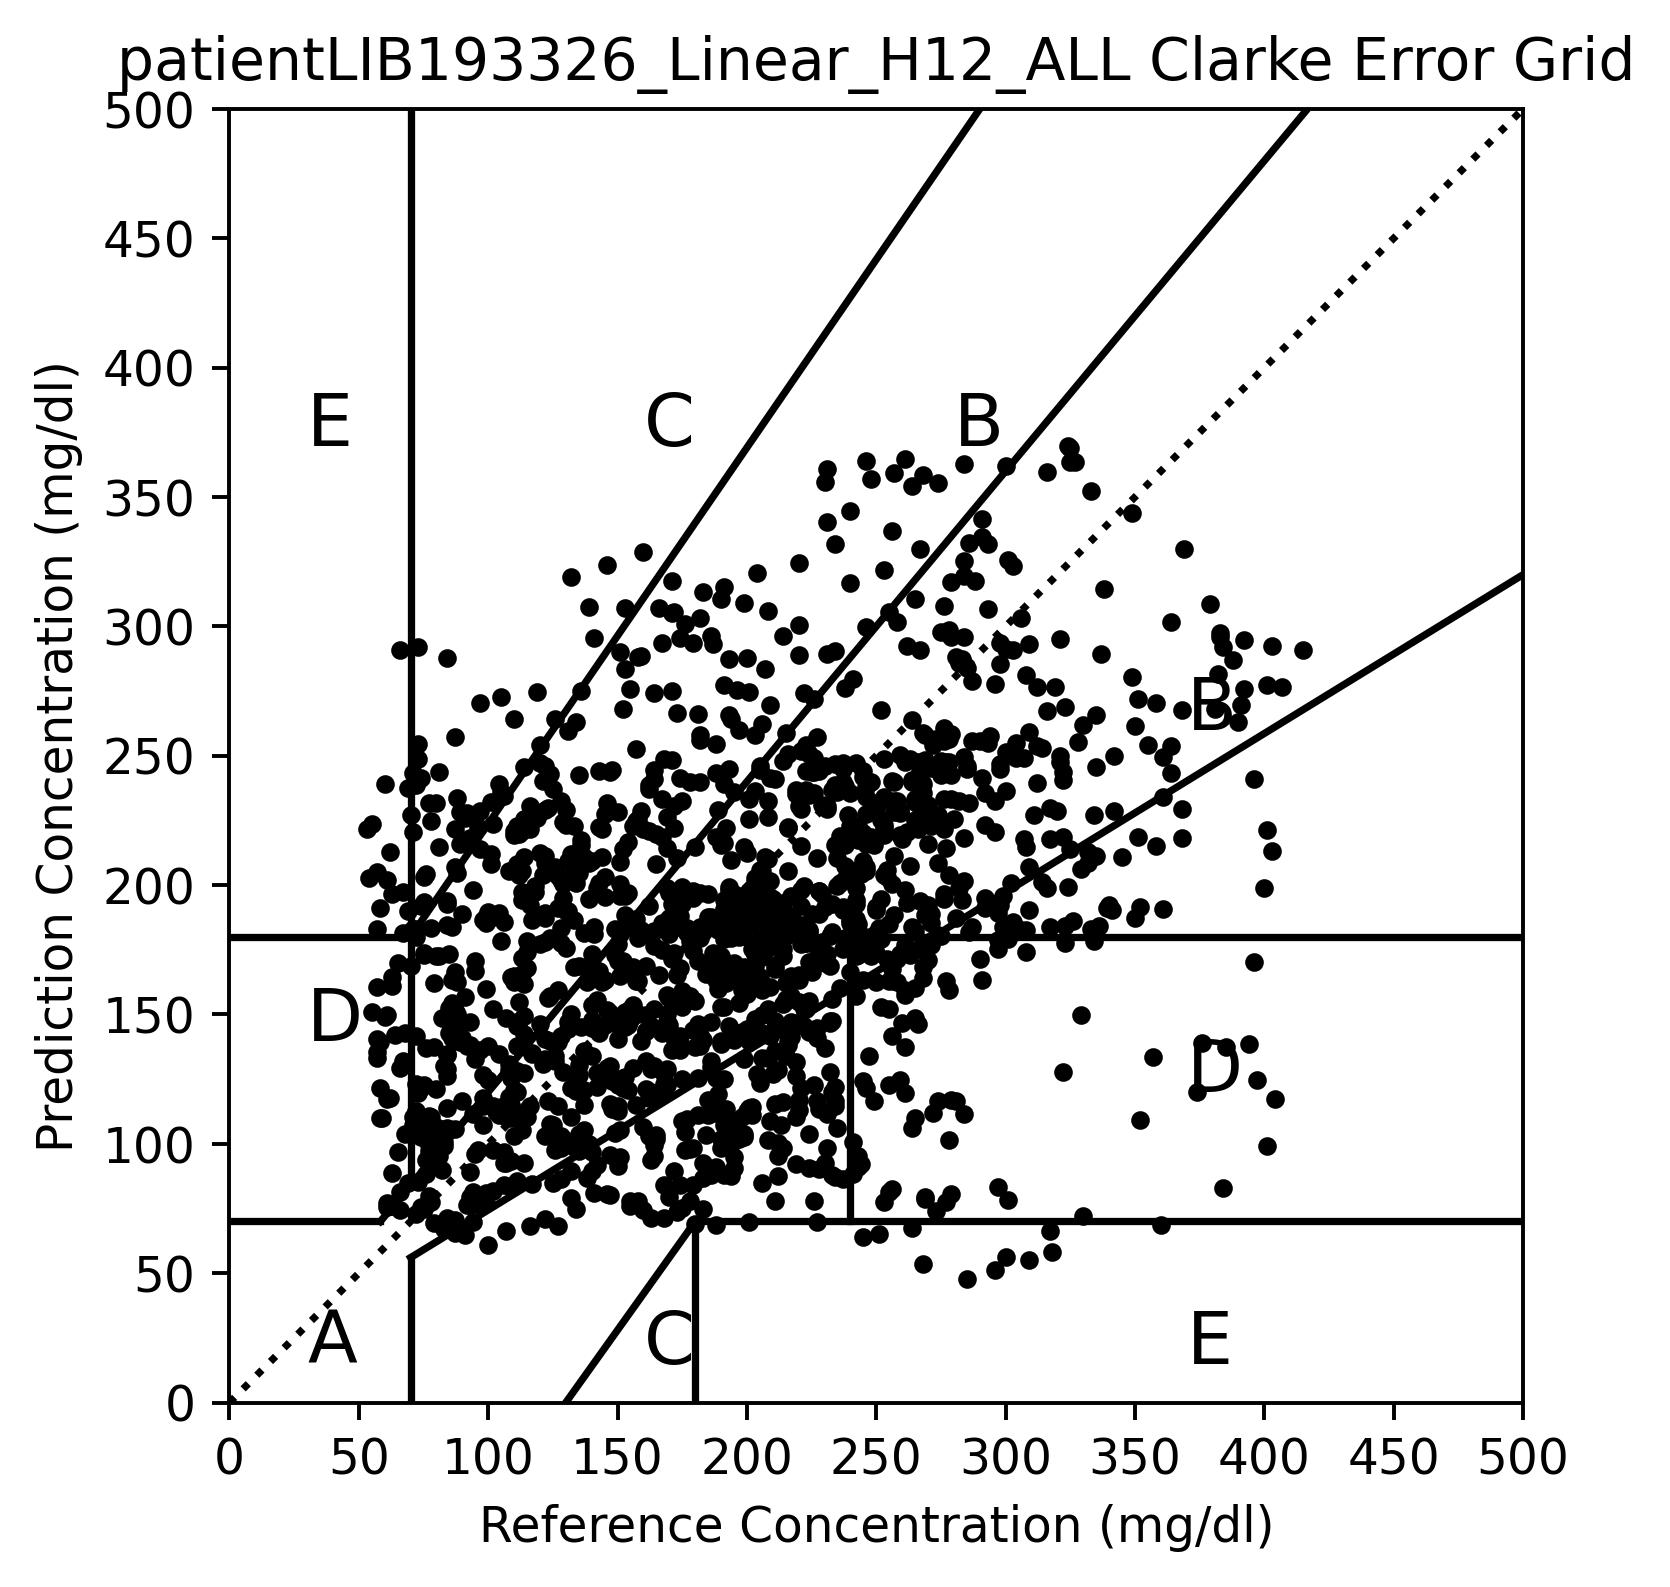 patientLIB193326_Linear_H12_ALL Clarke Error Grid
500
450
400
350
300
250
200
150
100
50
0
Prediction Concentration (mg/dl)
E C B
B
D D
A C E
0 50 100 150 200 250 300 350 400 450 500
Reference Concentration (mg/dl)